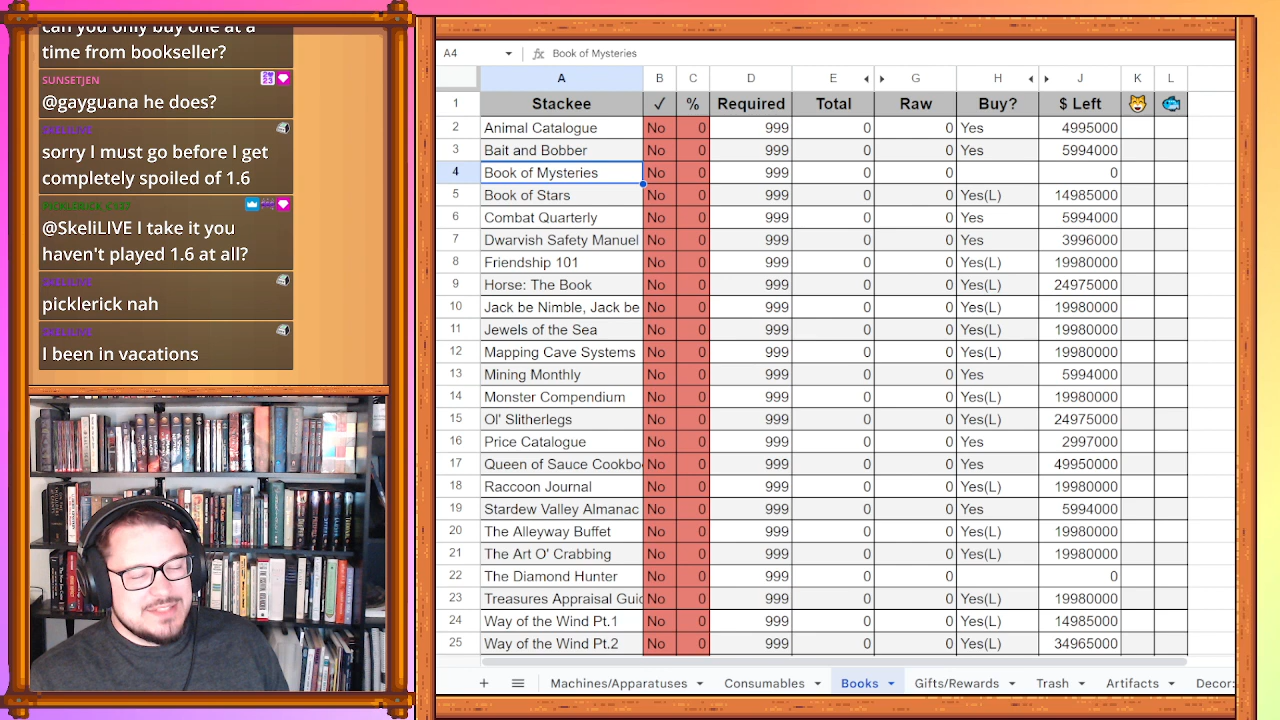 can you only buy one at a
time from bookseller?
SUNSETJEN
@gayguana he does?
SKELILIVE
sorry I must go before I get
completely spoiled of 1.6
@SkeliLIVE I take it you
haven't played 1.6 at all?
SKELILIVE
picklerick nah
SKELILIVE
I been in vacations
A4 fx Book of Mysteries
A B C D E G H J K L
1 Stackee ✓ % Required Total Raw Buy? $ Left
2 Animal Catalogue No 0 999 0 0 Yes 4995000
3 Bait and Bobber No 0 999 0 0 Yes 5994000
4 Book of Mysteries No 0 999 0 0 0
5 Book of Stars No 0 999 0 0 Yes(L) 14985000
6 Combat Quarterly No 0 999 0 0 Yes 5994000
7 Dwarvish Safety Manuel No 0 999 0 0 Yes 3996000
8 Friendship 101 No 0 999 0 0 Yes(L) 19980000
9 Horse: The Book No 0 999 0 0 Yes(L) 24975000
10 Jack be Nimble, Jack be No 0 999 0 0 Yes(L) 19980000
11 Jewels of the Sea No 0 999 0 0 Yes(L) 19980000
12 Mapping Cave Systems No 0 999 0 0 Yes(L) 19980000
13 Mining Monthly No 0 999 0 0 Yes 5994000
14 Monster Compendium No 0 999 0 0 Yes(L) 19980000
15 Ol' Slitherlegs No 0 999 0 0 Yes(L) 24975000
16 Price Catalogue No 0 999 0 0 Yes 2997000
17 Queen of Sauce Cookbo No 0 999 0 0 Yes 49950000
18 Raccoon Journal No 0 999 0 0 Yes(L) 19980000
19 Stardew Valley Almanac No 0 999 0 0 Yes 5994000
20 The Alleyway Buffet No 0 999 0 0 Yes(L) 19980000
21 The Art O' Crabbing No 0 999 0 0 Yes(L) 19980000
22 The Diamond Hunter No 0 999 0 0 0
23 Treasures Appraisal Guid No 0 999 0 0 Yes(L) 19980000
24 Way of the Wind Pt.1 No 0 999 0 0 Yes(L) 14985000
25 Way of the Wind Pt.2 No 0 999 0 0 Yes(L) 34965000
+ Machines/Apparatuses Consumables Books Gifts/Rewards Trash Artifacts Decor